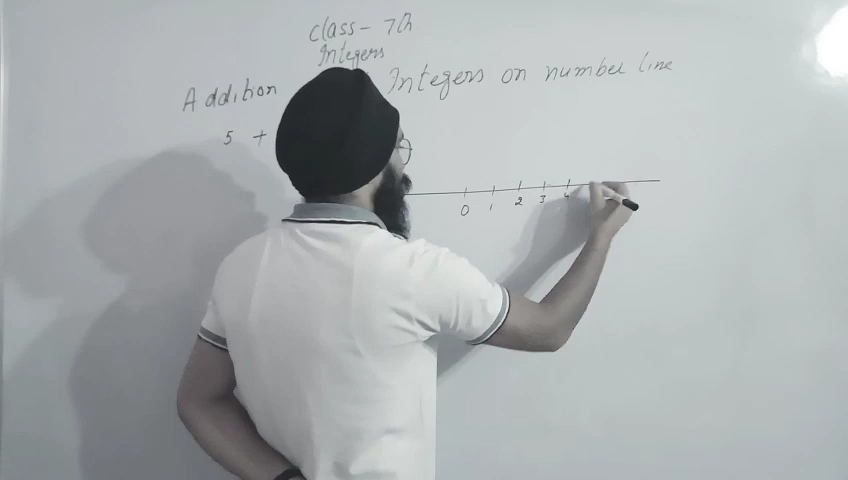 class - 7th
Integers
Addition Integers on number line
5 +
0 1 2 3 4